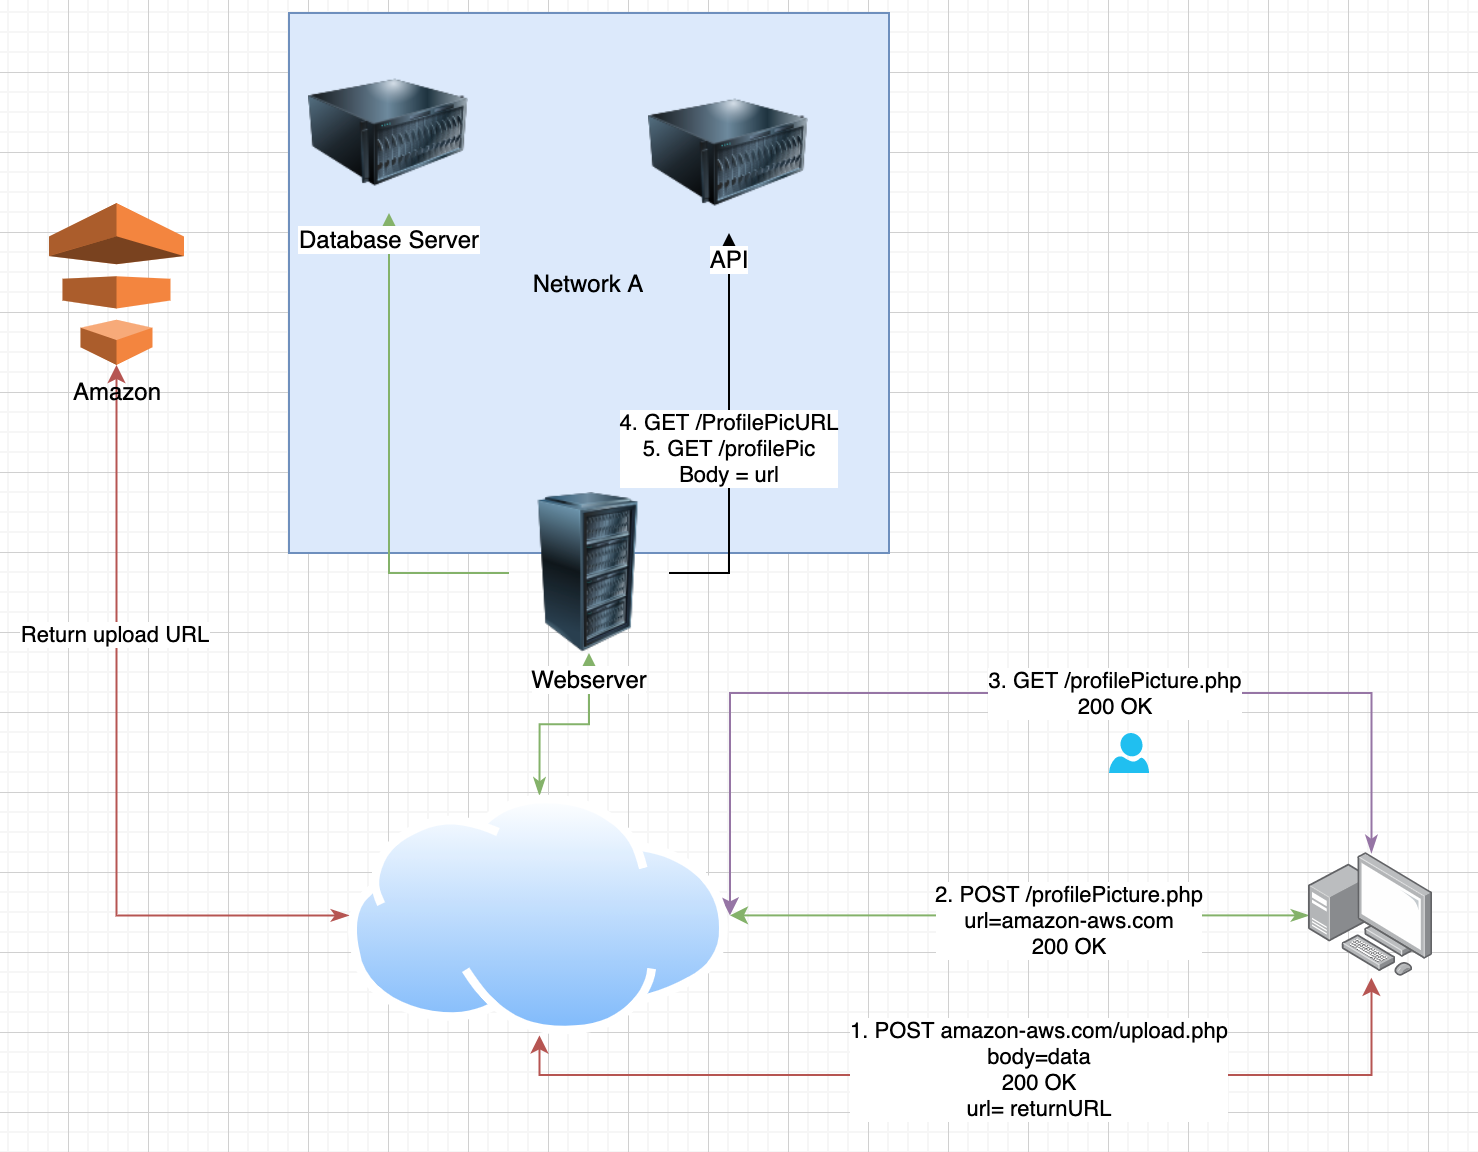 Database Server
API
Network A
Amazon
4. GET /ProfilePicURL
5. GET /profilePic
Body = url
Return upload URL
Webserver
3. GET /profilePicture.php
200 OK
2. POST /profilePicture.php
url=amazon-aws.com
200 OK
1. POST amazon-aws.com/upload.php
body=data
200 OK
url= returnURL